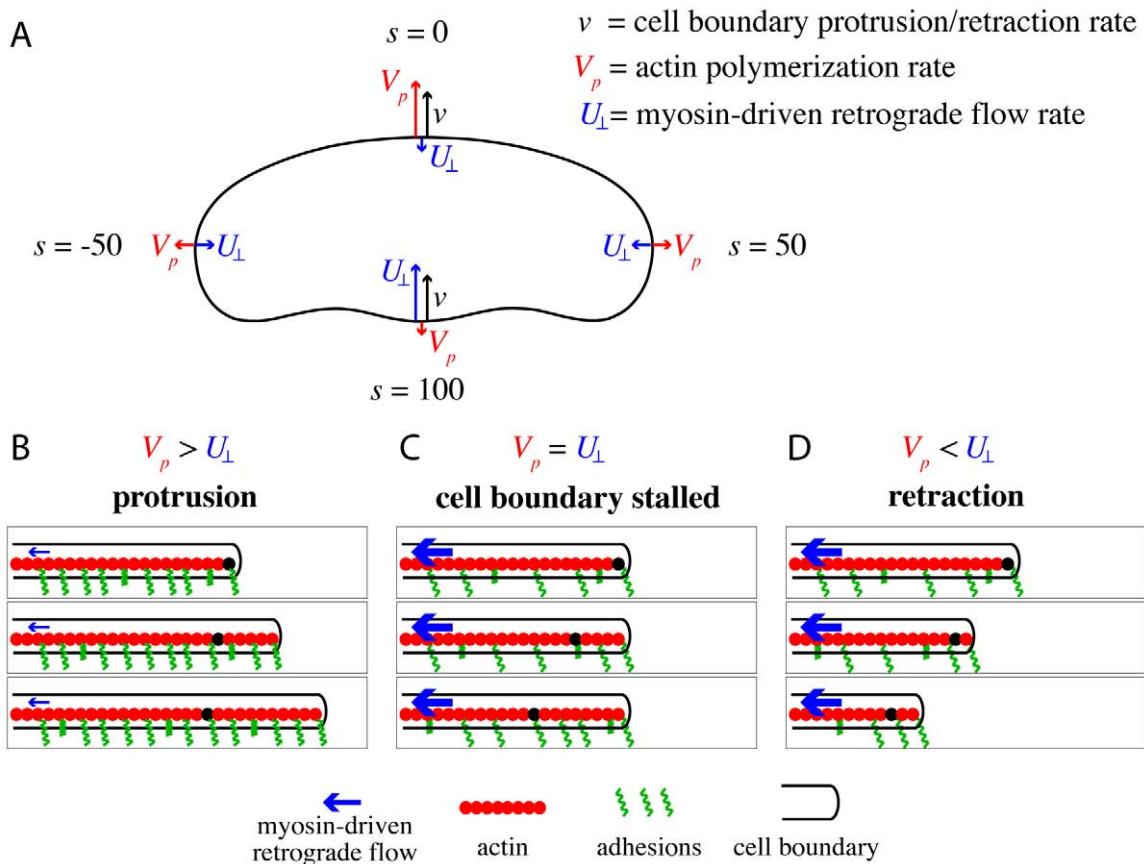 A
s = 0
v = cell boundary protrusion/retraction rate
V_p = actin polymerization rate
U_⊥ = myosin-driven retrograde flow rate
V_p
v
U_⊥
s = -50
V_p
U_⊥
U_⊥
V_p
s = 50
U_⊥
v
V_p
s = 100
B
V_p > U_⊥
protrusion
C
V_p = U_⊥
cell boundary stalled
D
V_p < U_⊥
retraction
myosin-driven
retrograde flow
actin
adhesions
cell boundary